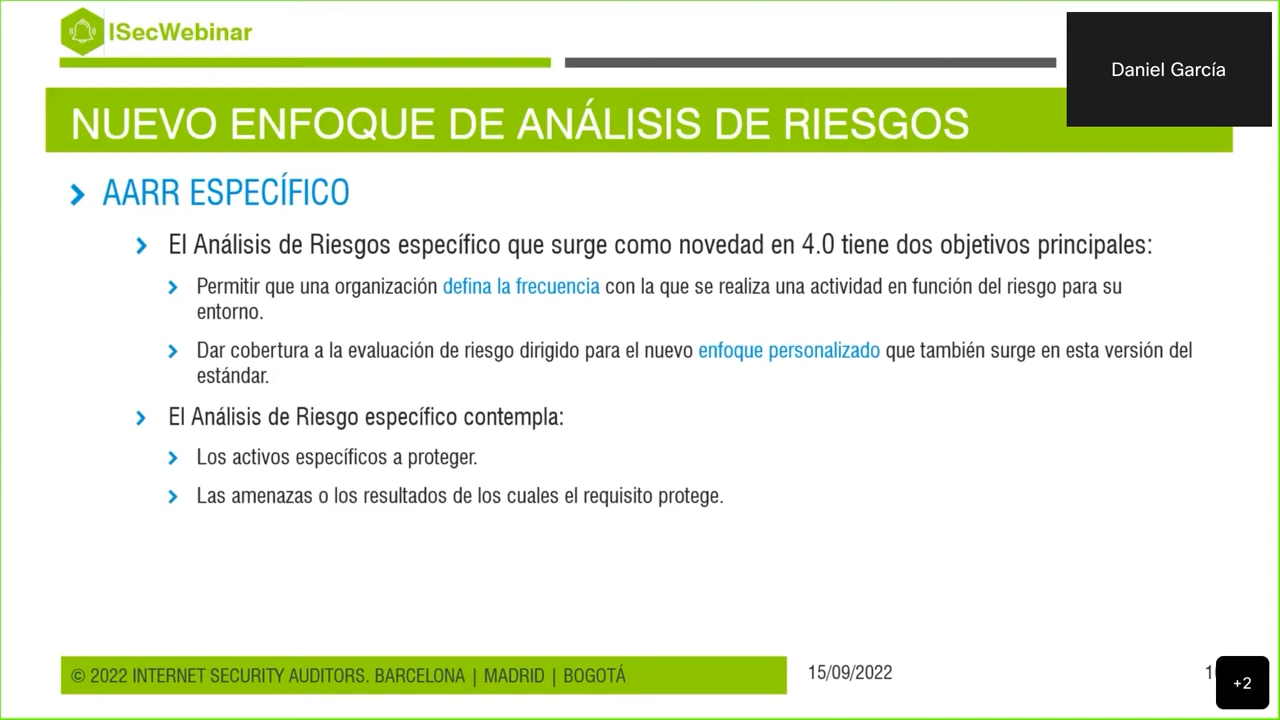 ISecWebinar
Daniel García
NUEVO ENFOQUE DE ANÁLISIS DE RIESGOS
AARR ESPECÍFICO
El Análisis de Riesgos específico que surge como novedad en 4.0 tiene dos objetivos principales:
Permitir que una organización defina la frecuencia con la que se realiza una actividad en función del riesgo para su
entorno.
Dar cobertura a la evaluación de riesgo dirigido para el nuevo enfoque personalizado que también surge en esta versión del
estándar.
El Análisis de Riesgo específico contempla:
Los activos específicos a proteger.
Las amenazas o los resultados de los cuales el requisito protege.
© 2022 INTERNET SECURITY AUDITORS. BARCELONA | MADRID | BOGOTÁ
15/09/2022
+2